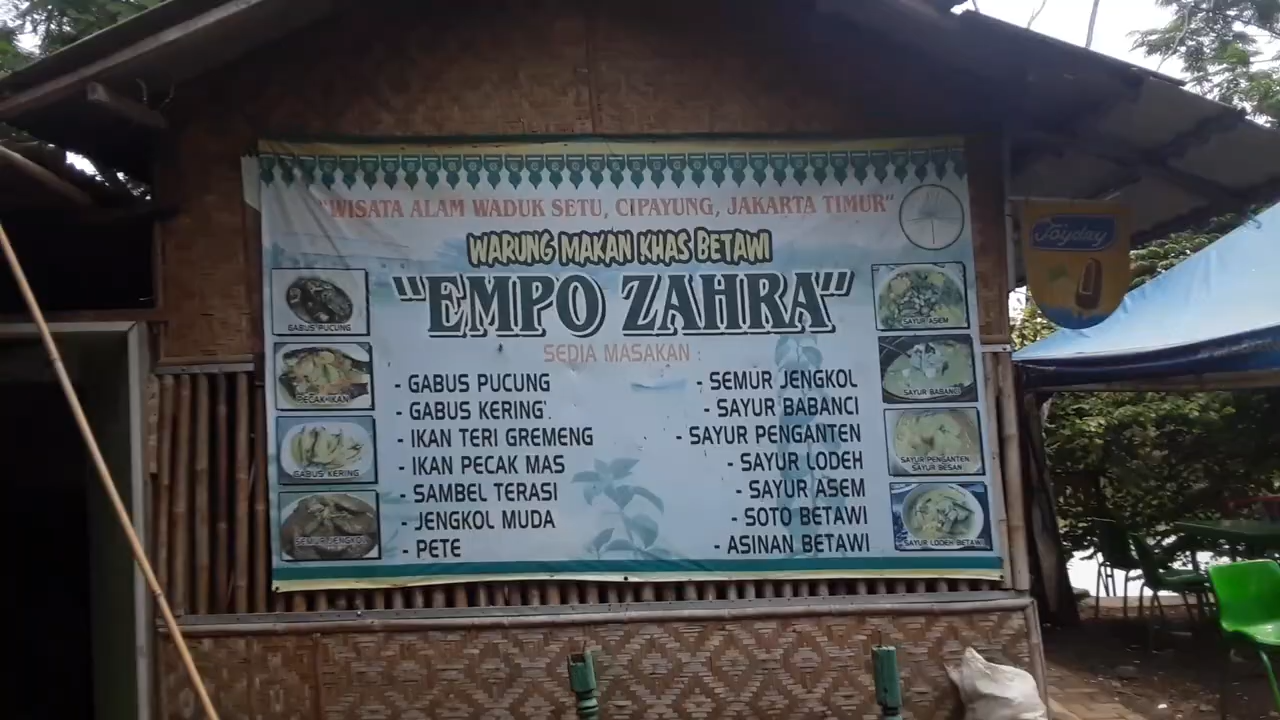 "WISATA ALAM WADUK SETU, CIPAYUNG, JAKARTA TIMUR"
WARUNG MAKAN KHAS BETAWI
"EMPO ZAHRA"
SEDIA MASAKAN :
- GABUS PUCUNG
- GABUS KERING
- IKAN TERI GREMENG
- IKAN PECAK MAS
- SAMBEL TERASI
- JENGKOL MUDA
- PETE
- SEMUR JENGKOL
- SAYUR BABANCI
- SAYUR PENGANTEN
- SAYUR LODEH
- SAYUR ASEM
- SOTO BETAWI
- ASINAN BETAWI
GABUS PUCUNG
PECAK IKAN
GABUS KERING
SEMUR JENGKOL
SAYUR ASEM
SAYUR BABANCI
SAYUR PENGANTEN
SAYUR BESAN
SAYUR LODEH BETAWI
Joyday